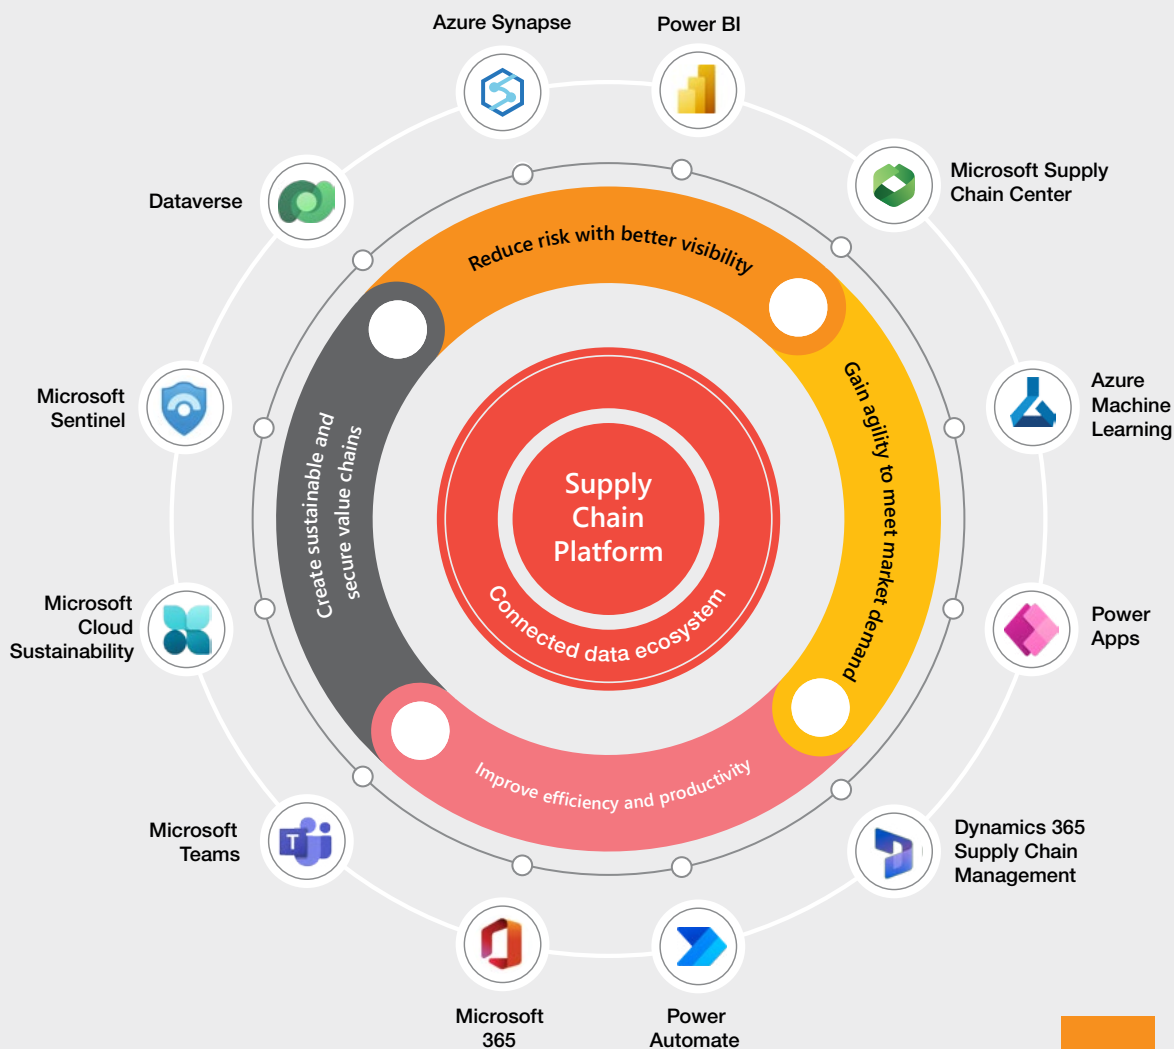 Azure Synapse
Power BI
Dataverse
Microsoft Supply
Chain Center
Reduce risk with better visibility
Microsoft
Sentinel
Azure
Machine
Learning
Create sustainable and
secure value chains
Gain agility to meet market demand
Supply
Chain
Platform
Connected data ecosystem
Microsoft
Cloud
Sustainability
Power
Apps
Improve efficiency and productivity
Microsoft
Teams
T
Dynamics 365
Supply Chain
Management
Microsoft
365
Power
Automate